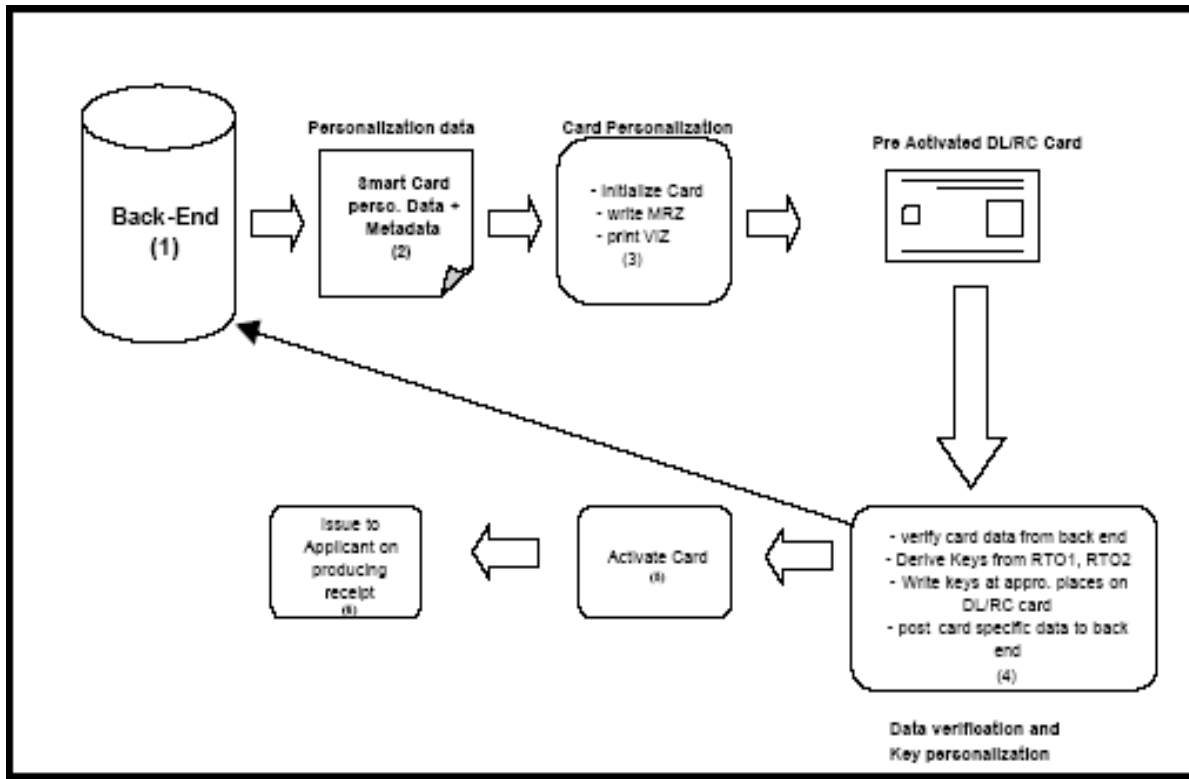 Back-End
(1)
Personalization data
Smart Card
perso. Data +
Metadata
(2)
Card Personalization
- Initialize Card
- write MRZ
- print VIZ
(3)
Pre Activated DL/RC Card
- verify card data from back end
- Derive Keys from RTO1, RTO2
- Write keys at appro. places on
DL/RC card
- post card specific data to back
end
(4)
Data verification and
Key personalization
Activate Card
Issue to
Applicant on
producing
receipt